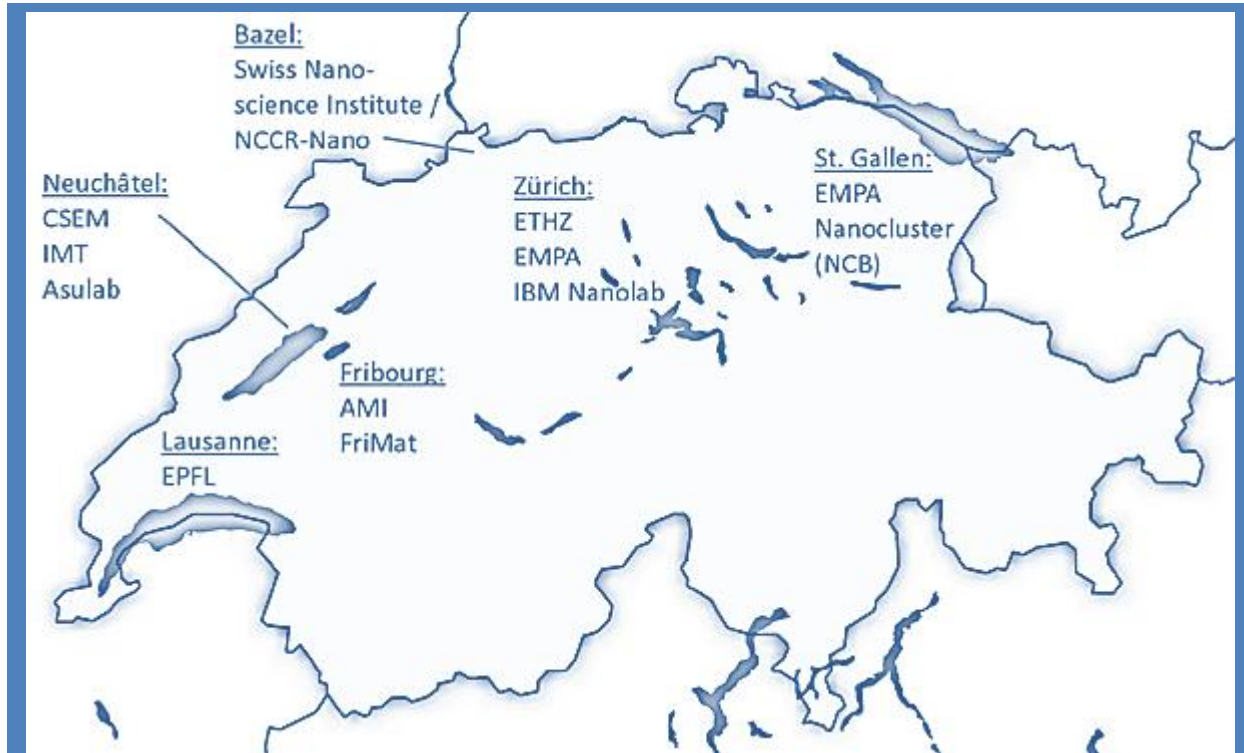 Bazel:
Swiss Nano-
science Institute /
NCCR-Nano
Neuchâtel:
CSEM
IMT
Asulab
Zürich:
ETHZ
EMPA
IBM Nanolab
St. Gallen:
EMPA
Nanocluster
(NCB)
Fribourg:
AMI
FriMat
Lausanne:
EPFL